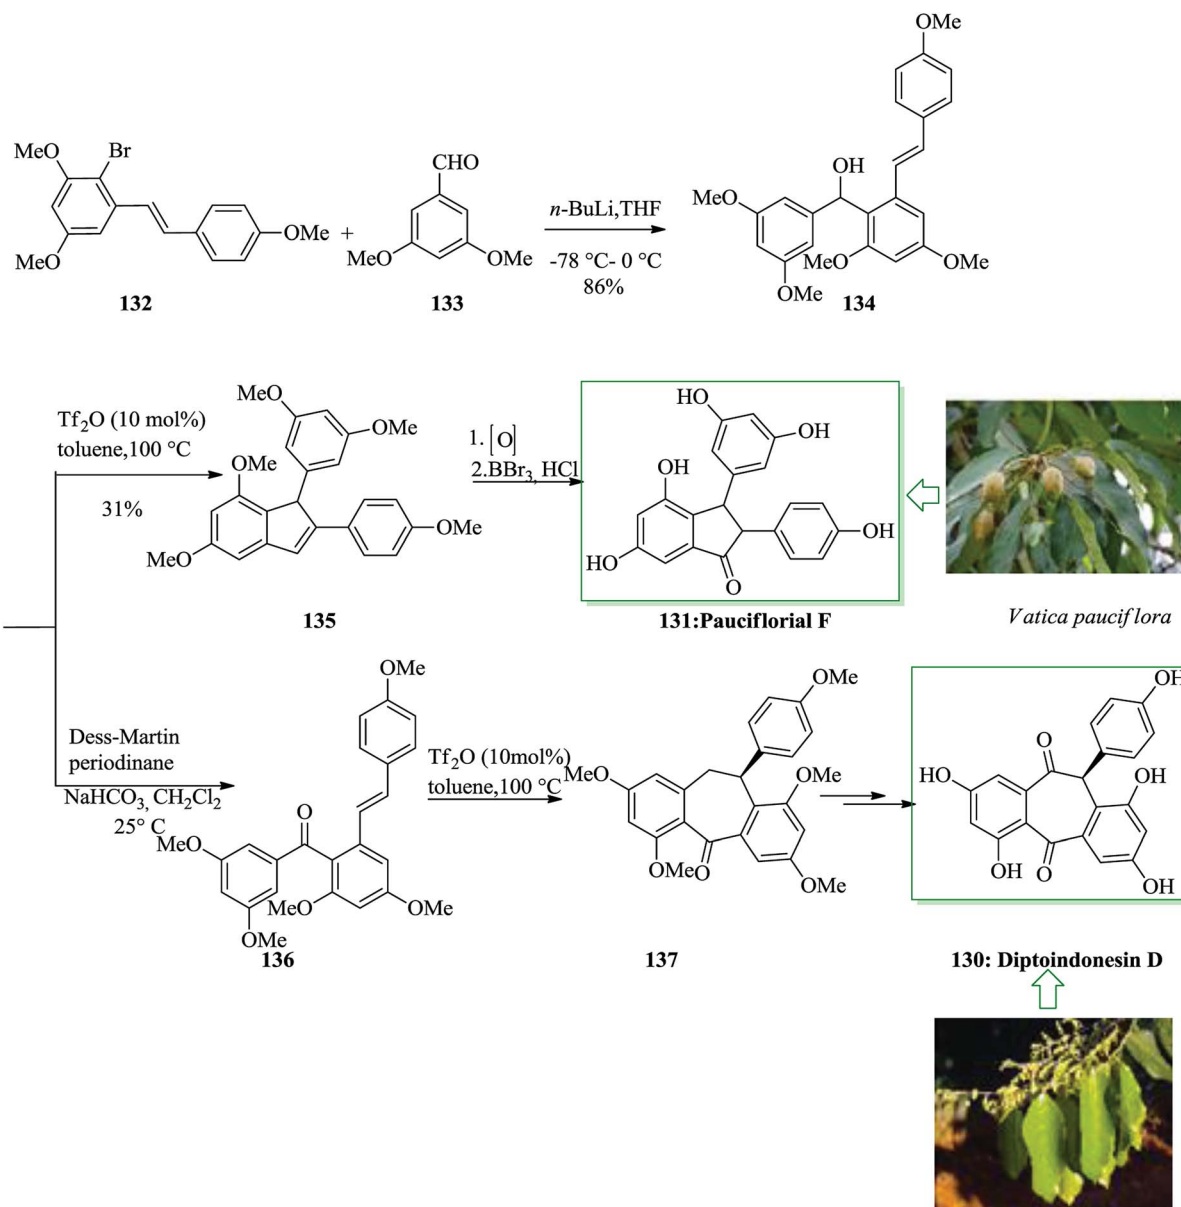 OMe
MeO
Br
CHO
OH
n-BuLi,THF
MeO
OMe
+
MeO
OMe
-78 °C- 0 °C
86%
MeO
OMe
MeO
OMe
132
133
134
MeO
HO
Tf2O (10 mol%)
toluene,100 °C
OMe
1. [O]
OH
OMe
2.BBr3, HCl
OH
31%
OMe
OH
MeO
HO
O
135
131:Pauciflorial F
Vatica pauciflora
OMe
OMe
OH
Dess-Martin
periodinane
Tf2O (10mol%)
toluene,100 °C
O
MeO
OMe
HO
OH
NaHCO3, CH2Cl2
25° C
O
MeO
OMe
O
OH
O
MeO
OMe
OMe
OH
OMe
136
137
130: Diptoindonesin D